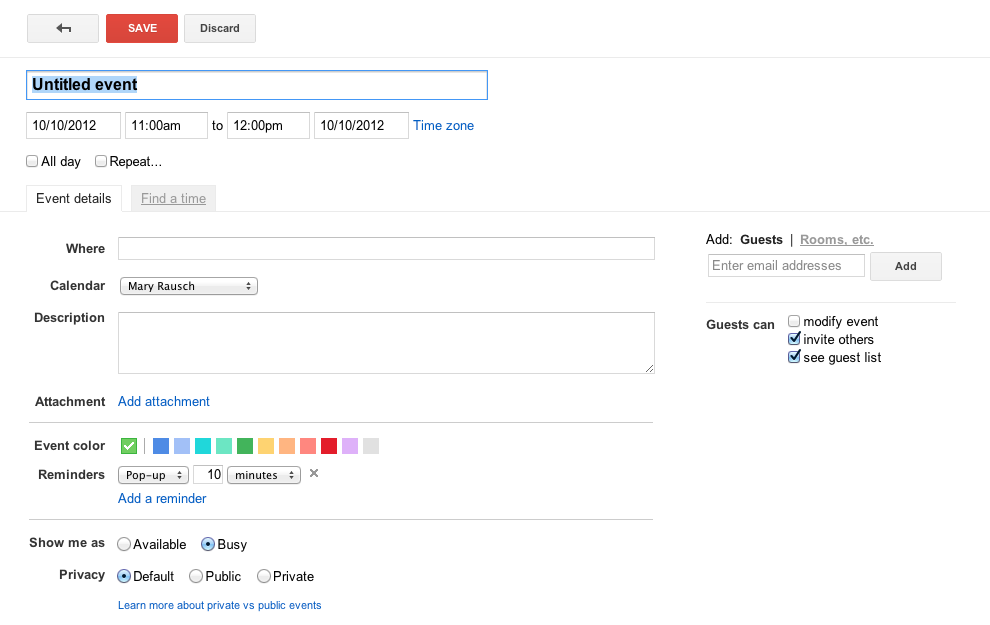 SAVE Discard
Untitled event
10/10/2012 11:00am to 12:00pm 10/10/2012 Time zone
All day Repeat...
Event details Find a time
Where
Calendar Mary Rausch
Description
Attachment Add attachment
Event color
Reminders Pop-up 10 minutes
Add a reminder
Show me as Available Busy
Privacy Default Public Private
Learn more about private vs public events
Add: Guests | Rooms, etc.
Enter email addresses Add
Guests can modify event
invite others
see guest list